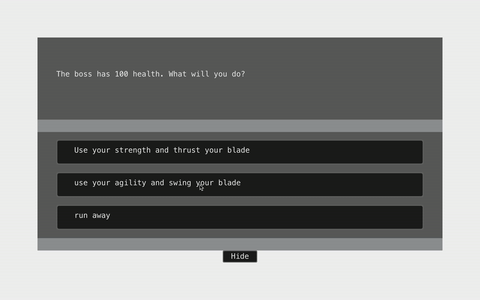 The boss has 100 health. What will you do?
Use your strength and thrust your blade
use your agility and swing your blade
run away
Hide